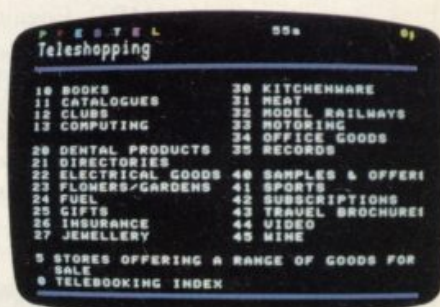 PRESTEL 55a 0p
Teleshopping
10 BOOKS
11 CATALOGUES
12 CLUBS
13 COMPUTING
20 DENTAL PRODUCTS
21 DIRECTORIES
22 ELECTRICAL GOODS
23 FLOWERS/GARDENS
24 FUEL
25 GIFTS
26 INSURANCE
27 JEWELLERY
30 KITCHENWARE
31 MEAT
32 MODEL RAILWAYS
33 MOTORING
34 OFFICE GOODS
35 RECORDS
40 SAMPLES & OFFERS
41 SPORTS
42 SUBSCRIPTIONS
43 TRAVEL BROCHURES
44 VIDEO
45 WINE
5 STORES OFFERING A RANGE OF GOODS FOR
SALE
0 TELEBOOKING INDEX